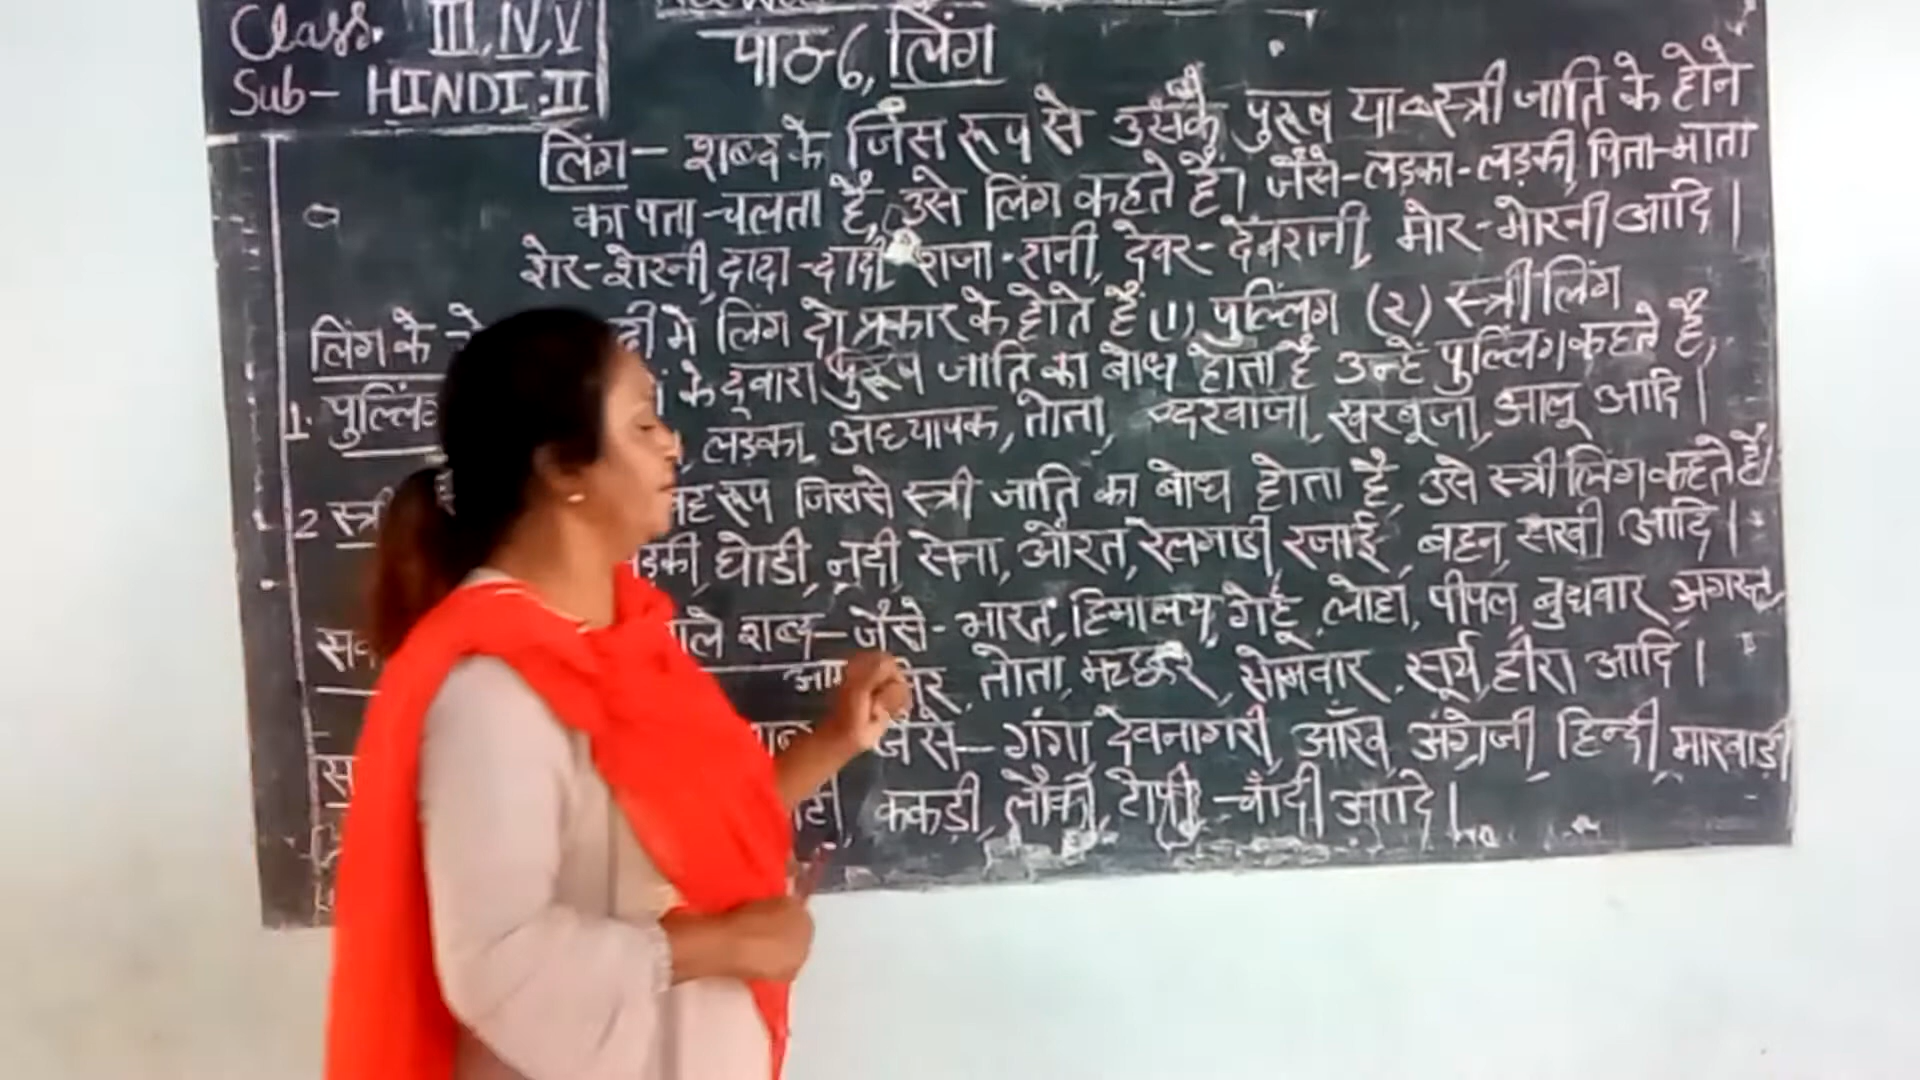 Class. III, IV, V
Sub- HINDI.II
पाठ-6, लिंग
लिंग - शब्द के जिस रूप से उसके पुरूष या स्त्री जाति के होने
का पता चलता है, उसे लिंग कहते हैं। जैसे-लड़का-लड़की, पिता-माता
शेर-शेरनी, दादा-दादी, राजा-रानी, देवर-देवरानी, मोर-मोरनी आदि।
लिंग के में लिंग दो प्रकार के होते हैं (1) पुल्लिंग (२) स्त्रीलिंग
1. के द्वारा पुरूष जाति का बोध होता है उन्हें पुल्लिंग कहते है,
लड़का, अध्यापक, तोता, दरवाजा, खरबूजा, आलू आदि।
2 रूप जिससे स्त्री जाति का बोध होता है, उसे स्त्रीलिंग कहते हैं।
घोडी, नदी, सेना, औरत, रेलगाडी, रजाई, बहन, सखी आदि।
शब्द - जैसे- भारत, हिमालय, गेहूँ, लोहा, पीपल, बुधवार, अगस्त,
तोता, मच्छर, सोमवार, सूर्य, हीरा आदि।
जैसे- गंगा, देवनागरी, आँख, अंग्रेजी, हिन्दी, मारवाड़ी
ककड़ी, लौकी, टोपी, चाँदी आदि।